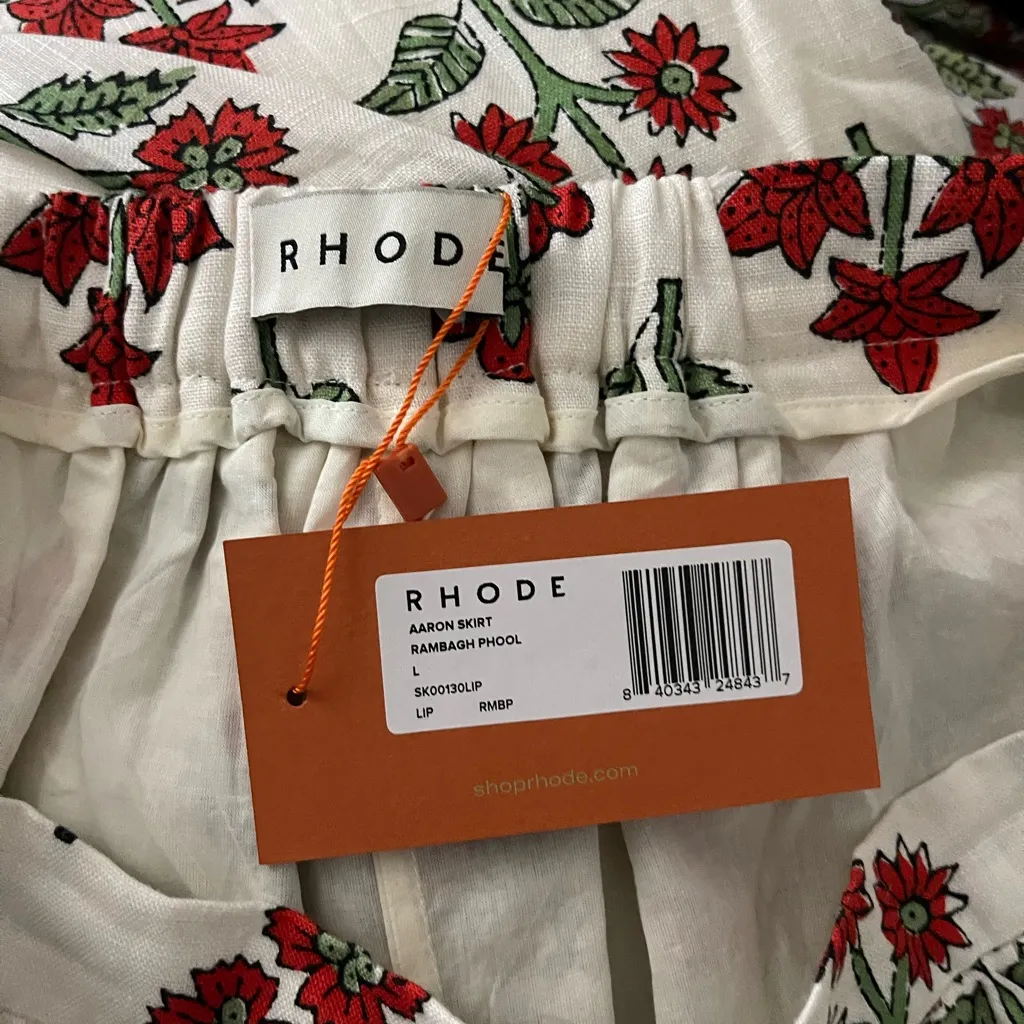 RHODE
RHODE
AARON SKIRT
RAMBAGH PHOOL
L
SK00130LIP
LIP RMBP
8 40343 24843 7
shoprhode.com